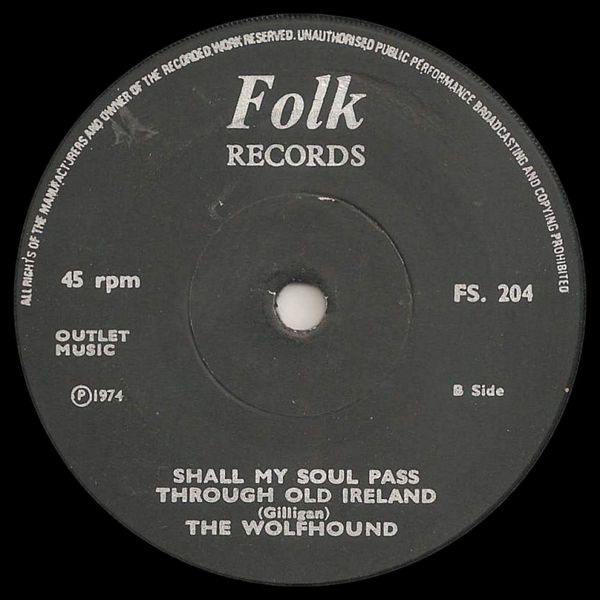 ALL RIGHTS OF THE MANUFACTURERS AND OWNER OF THE RECORDED WORK RESERVED. UNAUTHORISED PUBLIC PERFORMANCE BROADCASTING AND COPYING PROHIBITED
Folk
RECORDS
45 rpm
FS. 204
OUTLET
MUSIC
℗1974
B Side
SHALL MY SOUL PASS
THROUGH OLD IRELAND
(Gilligan)
THE WOLFHOUND